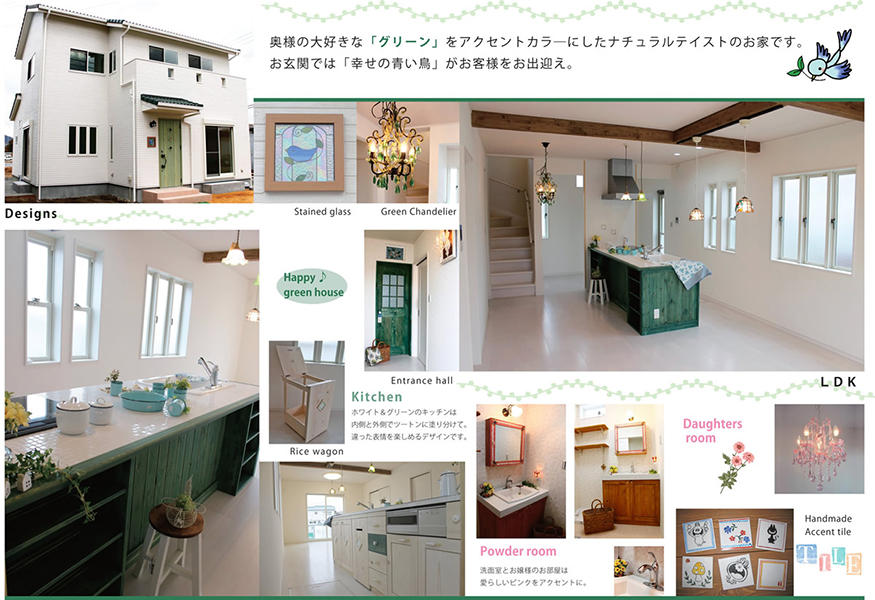 奥様の大好きな「グリーン」をアクセントカラーにしたナチュラルテイストのお家です。
お玄関では「幸せの青い鳥」がお客様をお出迎え。
Designs
Stained glass
Green Chandelier
Happy♪
green house
Entrance hall
LDK
Kitchen
ホワイト&グリーンのキッチンは
内側と外側でツートンに塗り分けて。
違った表情を楽しめるデザインです。
Rice wagon
Daughters
room
Powder room
洗面室とお嬢様のお部屋は
愛らしいピンクをアクセントに。
Handmade
Accent tile
TILE